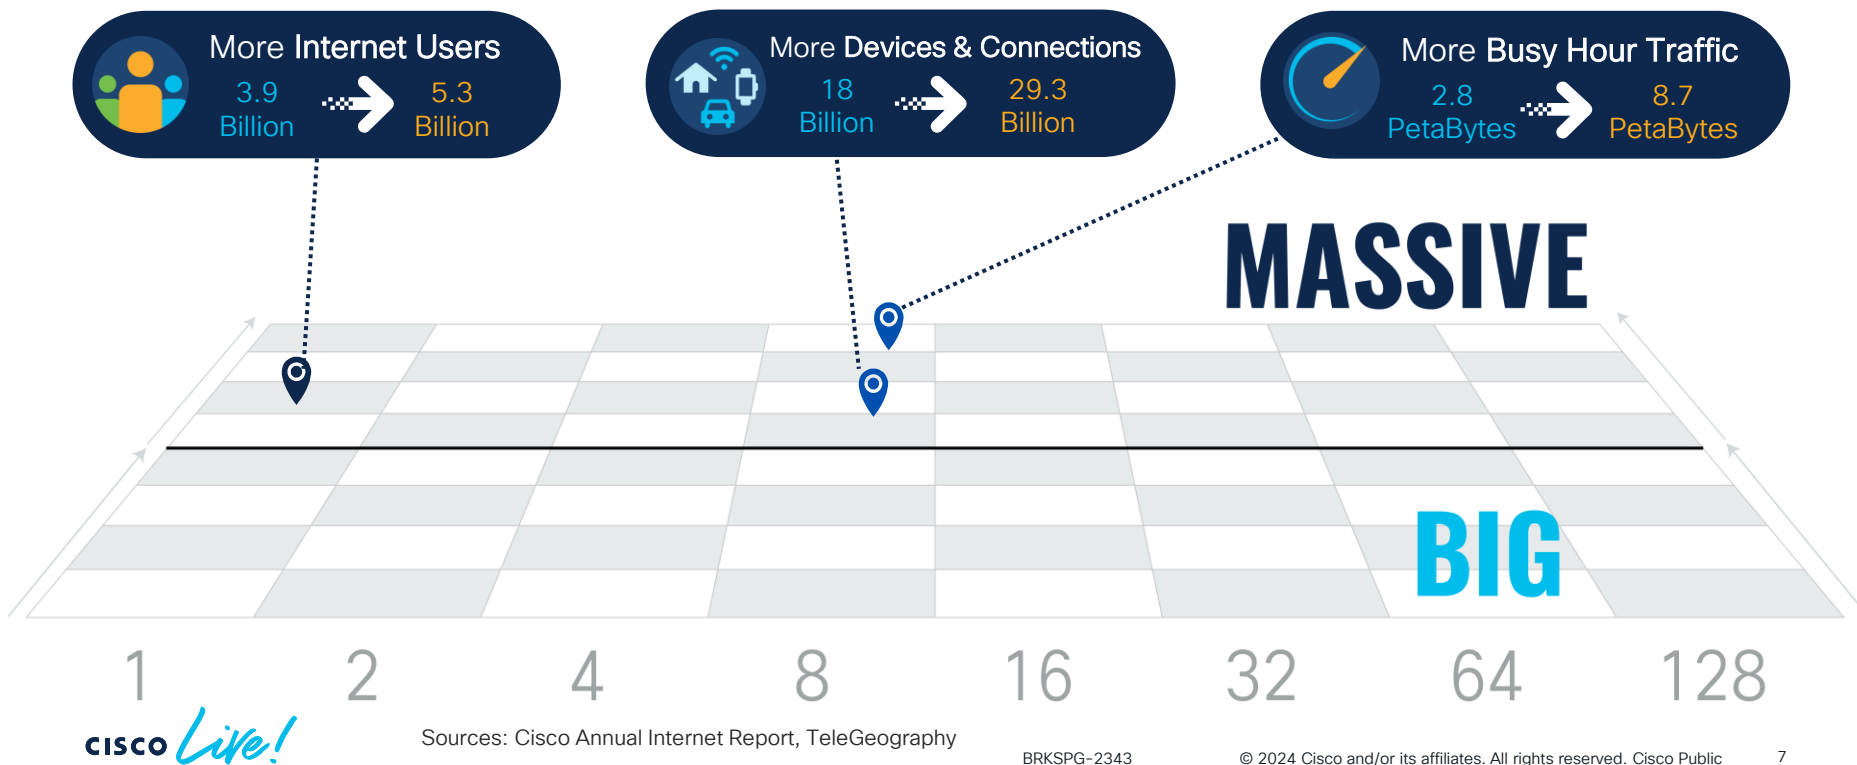 More Internet Users
3.9
Billion
5.3
Billion
More Devices & Connections
18
Billion
29.3
Billion
More Busy Hour Traffic
2.8
PetaBytes
8.7
PetaBytes
MASSIVE
BIG
1 2 4 8 16 32 64 128
CISCO Live!
Sources: Cisco Annual Internet Report, TeleGeography
BRKSPG-2343
© 2024 Cisco and/or its affiliates. All rights reserved. Cisco Public
7